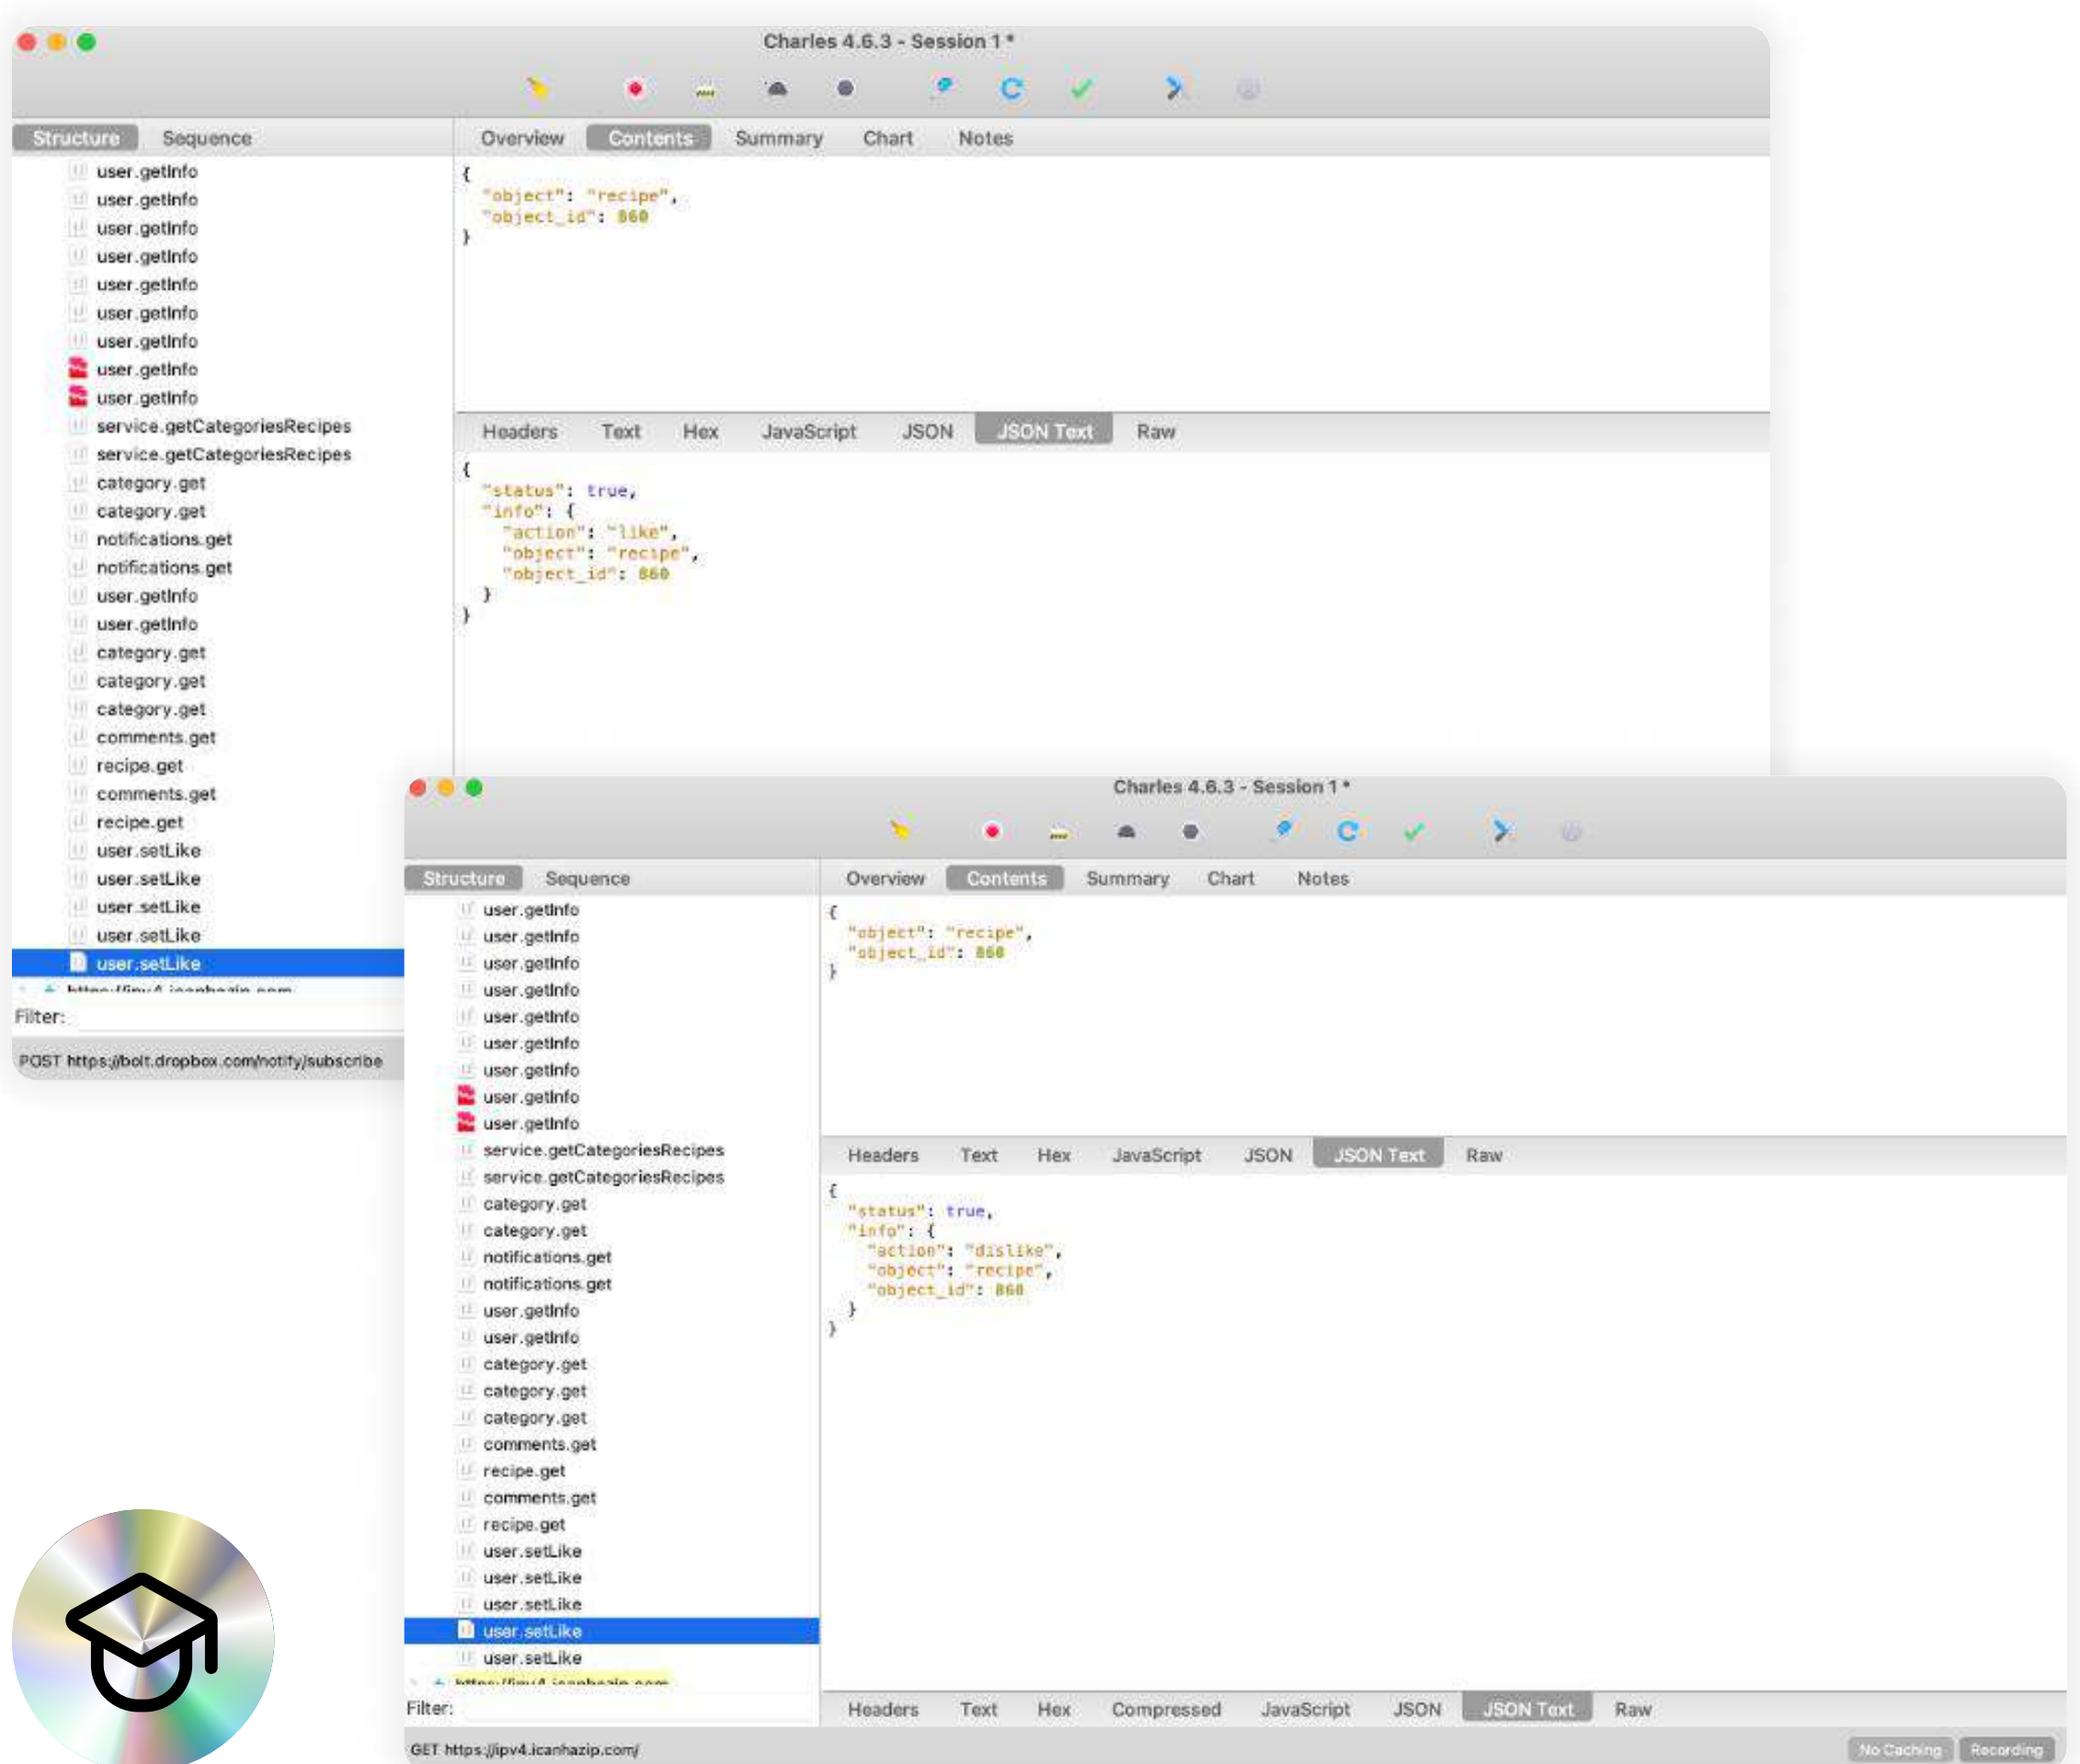 Charles 4.6.3 - Session 1 *
Structure Sequence
Overview Contents Summary Chart Notes
user.getInfo
user.getInfo
user.getInfo
user.getInfo
user.getInfo
user.getInfo
user.getInfo
user.getInfo
user.getInfo
service.getCategoriesRecipes
service.getCategoriesRecipes
category.get
category.get
notifications.get
notifications.get
user.getInfo
user.getInfo
category.get
category.get
category.get
comments.get
recipe.get
comments.get
recipe.get
user.setLike
user.setLike
user.setLike
user.setLike
user.setLike
https://ipv4.icanhazip.com
Filter:
POST https://bolt.dropbox.com/notify/subscribe
{
"object": "recipe",
"object_id": 860
}
Headers Text Hex JavaScript JSON JSON Text Raw
{
"status": true,
"info": {
"action": "like",
"object": "recipe",
"object_id": 860
}
}
Charles 4.6.3 - Session 1 *
Structure Sequence
Overview Contents Summary Chart Notes
user.getInfo
user.getInfo
user.getInfo
user.getInfo
user.getInfo
user.getInfo
user.getInfo
user.getInfo
user.getInfo
service.getCategoriesRecipes
service.getCategoriesRecipes
category.get
category.get
notifications.get
notifications.get
user.getInfo
user.getInfo
category.get
category.get
category.get
comments.get
recipe.get
comments.get
recipe.get
user.setLike
user.setLike
user.setLike
user.setLike
user.setLike
https://ipv4.icanhazip.com
Filter:
GET https://ipv4.icanhazip.com/
{
"object": "recipe",
"object_id": 860
}
Headers Text Hex JavaScript JSON JSON Text Raw
{
"status": true,
"info": {
"action": "dislike",
"object": "recipe",
"object_id": 860
}
}
Headers Text Hex Compressed JavaScript JSON JSON Text Raw
No Caching Recording